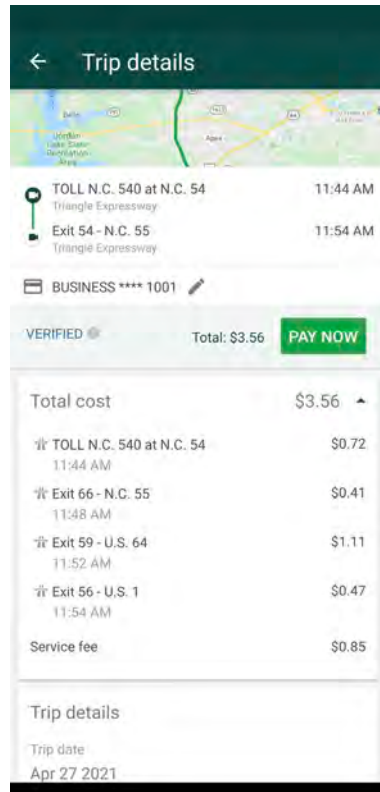 Trip details
Apex
TOLL N.C. 540 at N.C. 54 11:44 AM
Triangle Expressway
Exit 54 - N.C. 55 11:54 AM
Triangle Expressway
BUSINESS **** 1001
VERIFIED Total: $3.56 PAY NOW
Total cost $3.56
TOLL N.C. 540 at N.C. 54 $0.72
11:44 AM
Exit 66 - N.C. 55 $0.41
11:48 AM
Exit 59 - U.S. 64 $1.11
11:52 AM
Exit 56 - U.S. 1 $0.47
11:54 AM
Service fee $0.85
Trip details
Trip date
Apr 27 2021